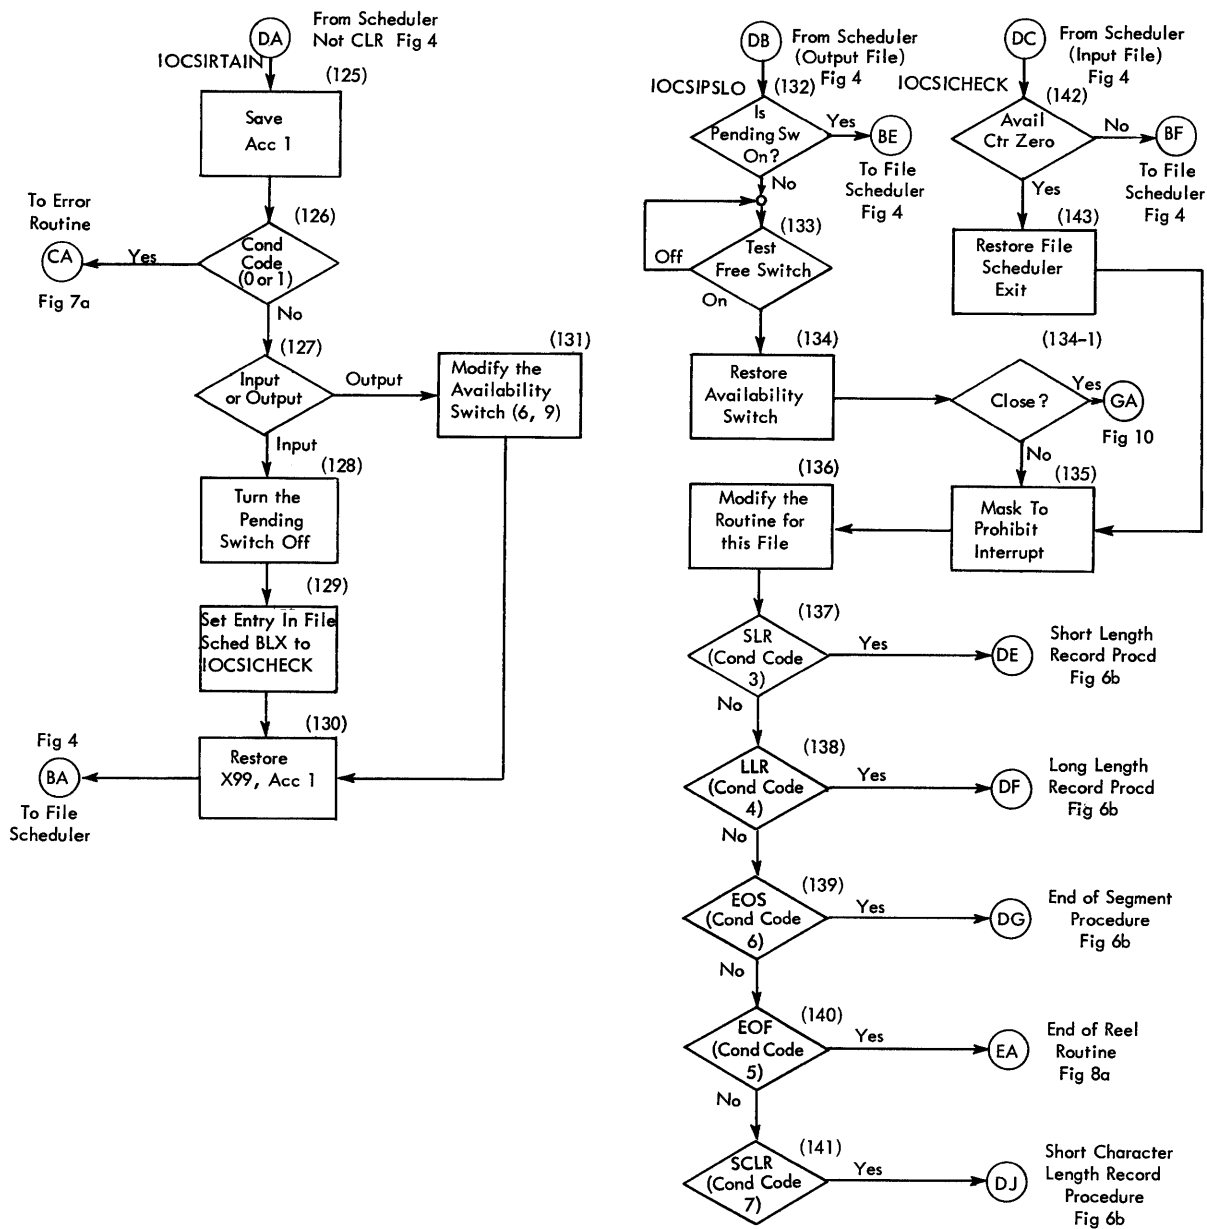 DA
From Scheduler
Not CLR Fig 4
IOCSIRTAIN
(125)
Save
Acc 1
To Error
Routine
CA
Fig 7a
Yes
(126)
Cond
Code
(0 or 1)
No
(127)
Input
or Output
Output
(131)
Modify the
Availability
Switch (6, 9)
Input
(128)
Turn the
Pending
Switch Off
(129)
Set Entry In File
Sched BLX to
IOCSICHECK
(130)
Restore
X99, Acc 1
Fig 4
BA
To File
Scheduler
DB
From Scheduler
(Output File)
Fig 4
IOCSIPSLO
(132)
Is
Pending Sw
On?
Yes
BE
To File
Scheduler
Fig 4
No
(133)
Test
Free Switch
Off
On
(134)
Restore
Availability
Switch
DC
From Scheduler
(Input File)
Fig 4
IOCSICHECK
(142)
Avail
Ctr Zero
No
BF
To File
Scheduler
Fig 4
Yes
(143)
Restore File
Scheduler
Exit
(134-1)
Close?
Yes
GA
Fig 10
No
(135)
Mask To
Prohibit
Interrupt
(136)
Modify the
Routine for
this File
(137)
SLR
(Cond Code
3)
Yes
DE
Short Length
Record Procd
Fig 6b
No
(138)
LLR
(Cond Code
4)
Yes
DF
Long Length
Record Procd
Fig 6b
No
(139)
EOS
(Cond Code
6)
Yes
DG
End of Segment
Procedure
Fig 6b
No
(140)
EOF
(Cond Code
5)
Yes
EA
End of Reel
Routine
Fig 8a
No
(141)
SCLR
(Cond Code
7)
Yes
DJ
Short Character
Length Record
Procedure
Fig 6b